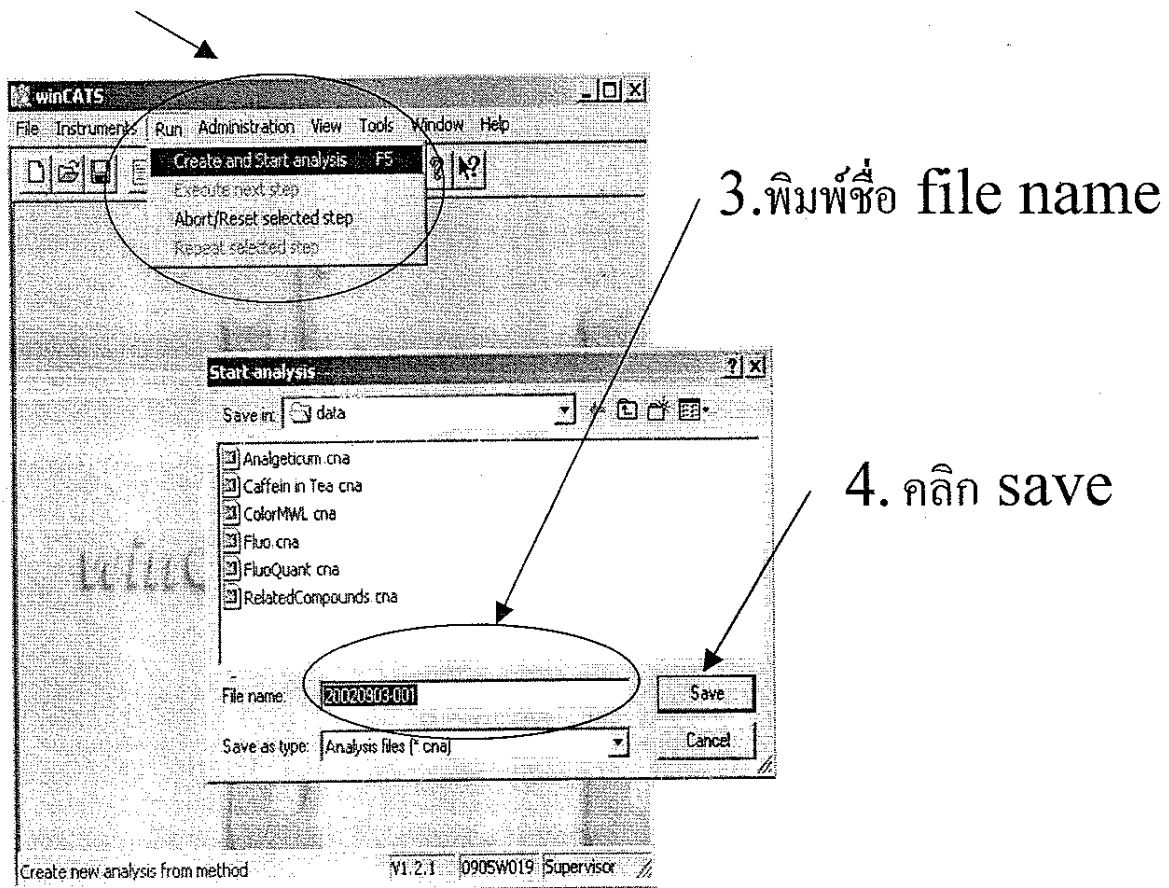 winCATS
File Instruments Run Administration View Tools Window Help
Create and Start analysis F5
Execute next step
Abort/Reset selected step
Repeat selected step
3.พิมพ์ชื่อ file name
Start analysis
Save in: data
Analgeticum.cna
Caffein in Tea.cna
ColorMWL.cna
Fluo.cna
FluoQuant.cna
RelatedCompounds.cna
4. คลิก save
File name: 20020903-001 Save
Save as type: Analysis files (*.cna) Cancel
Create new analysis from method V1.2.1 0905W019 Supervisor